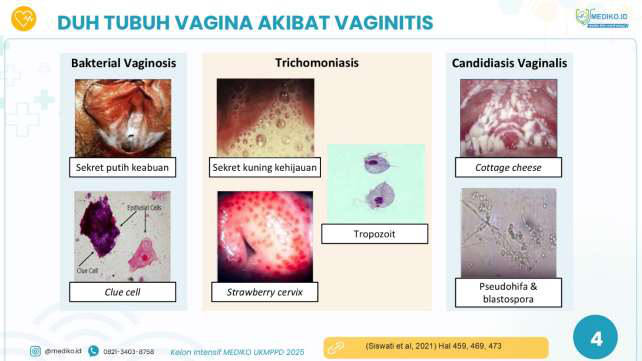 DUH TUBUH VAGINA AKIBAT VAGINITIS
MEDIKO.ID
Bakterial Vaginosis
Sekret putih keabuan
Epithelial Cells
Clue Cell
Clue cell
Trichomoniasis
Sekret kuning kehijauan
Strawberry cervix
Tropozoit
Candidiasis Vaginalis
Cottage cheese
Pseudohifa &
blastospora
@mediko.id
0821-3403-8758
Kelon Intensif MEDIKO UKMPPD 2025
(Siswati et al, 2021) Hal 459, 469, 473
4